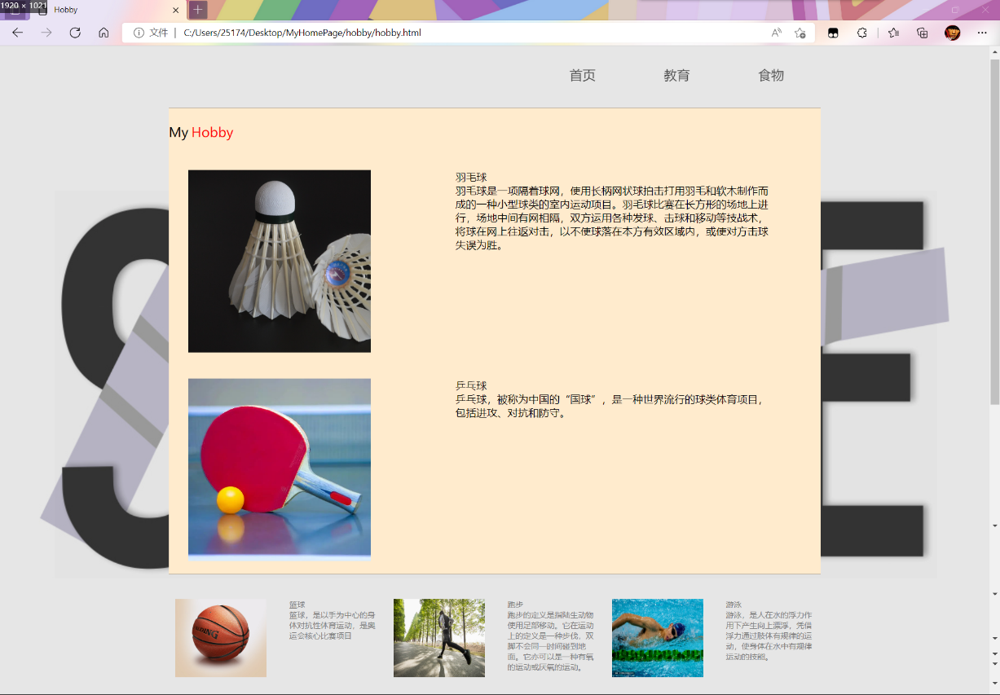 1920 × 1021
Hobby
文件
C:/Users/25174/Desktop/MyHomePage/hobby/hobby.html
首页
教育
食物
My Hobby
羽毛球
羽毛球是一项隔着球网，使用长柄网状球拍击打用羽毛和软木制作而
成的一种小型球类的室内运动项目。羽毛球比赛在长方形的场地上进
行，场地中间有网相隔，双方运用各种发球、击球和移动等技战术，
将球在网上往返对击，以不使球落在本方有效区域内，或使对方击球
失误为胜。
乒乓球
乒乓球，被称为中国的“国球”，是一种世界流行的球类体育项目，
包括进攻、对抗和防守。
篮球
篮球，是以手为中心的身
体对抗性体育运动，是奥
运会核心比赛项目
跑步
跑步的定义是指陆生动物
使用足部移动。它在运动
上的定义是一种步伐，双
脚不会同一时间碰到地
面。它亦可以是一种有氧
的运动或厌氧的运动。
游泳
游泳，是人在水的浮力作
用下产生向上漂浮，凭借
浮力通过肢体有规律的运
动，使身体在水中有规律
运动的技能。